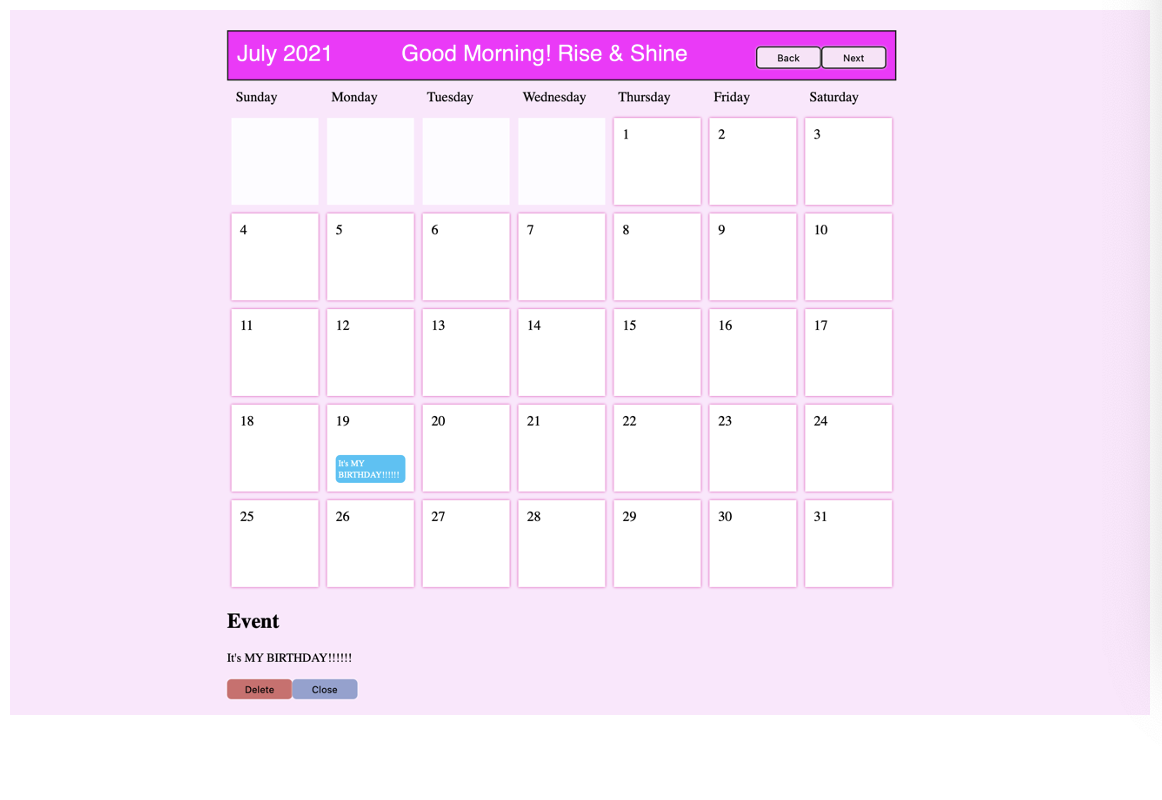 July 2021 Good Morning! Rise & Shine Back Next
Sunday Monday Tuesday Wednesday Thursday Friday Saturday
1 2 3
4 5 6 7 8 9 10
11 12 13 14 15 16 17
18 19 20 21 22 23 24
It's MY
BIRTHDAY!!!!!!
25 26 27 28 29 30 31
Event
It's MY BIRTHDAY!!!!!!
Delete Close